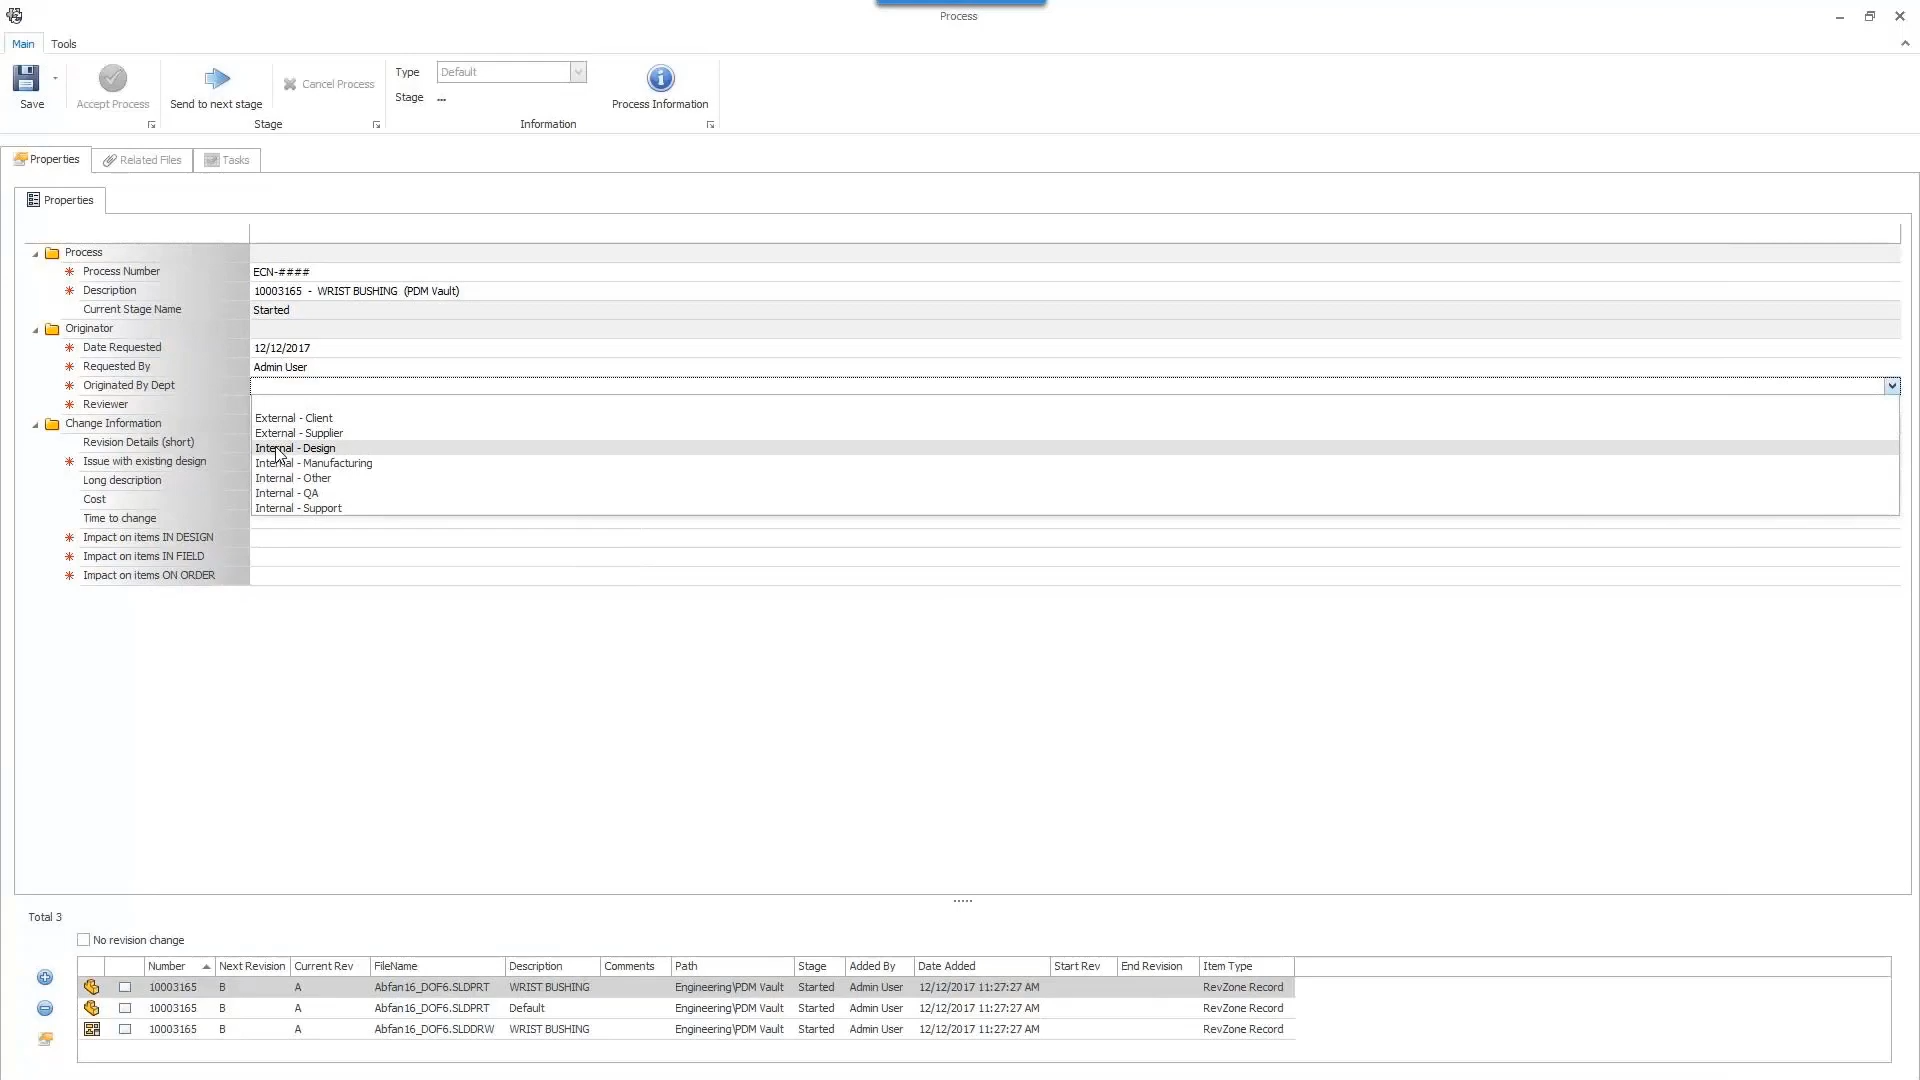 Process
Main Tools
Save
Accept Process
Send to next stage
Cancel Process
Type Default
Stage ...
Process Information
Stage
Information
Properties Related Files Tasks
Properties
Process
Process Number ECN-####
Description 10003165 - WRIST BUSHING (PDM Vault)
Current Stage Name Started
Originator
Date Requested 12/12/2017
Requested By Admin User
Originated By Dept
Reviewer
Change Information
Revision Details (short)
Issue with existing design
Long description
Cost
Time to change
Impact on items IN DESIGN
Impact on items IN FIELD
Impact on items ON ORDER
External - Client
External - Supplier
Internal - Design
Internal - Manufacturing
Internal - Other
Internal - QA
Internal - Support
Total 3
No revision change
Number Next Revision Current Rev FileName Description Comments Path Stage Added By Date Added Start Rev End Revision Item Type
10003165 B A Abfan16_DOF6.SLDPRT WRIST BUSHING Engineering\PDM Vault Started Admin User 12/12/2017 11:27:27 AM RevZone Record
10003165 B A Abfan16_DOF6.SLDPRT Default Engineering\PDM Vault Started Admin User 12/12/2017 11:27:27 AM RevZone Record
10003165 B A Abfan16_DOF6.SLDDRW WRIST BUSHING Engineering\PDM Vault Started Admin User 12/12/2017 11:27:27 AM RevZone Record